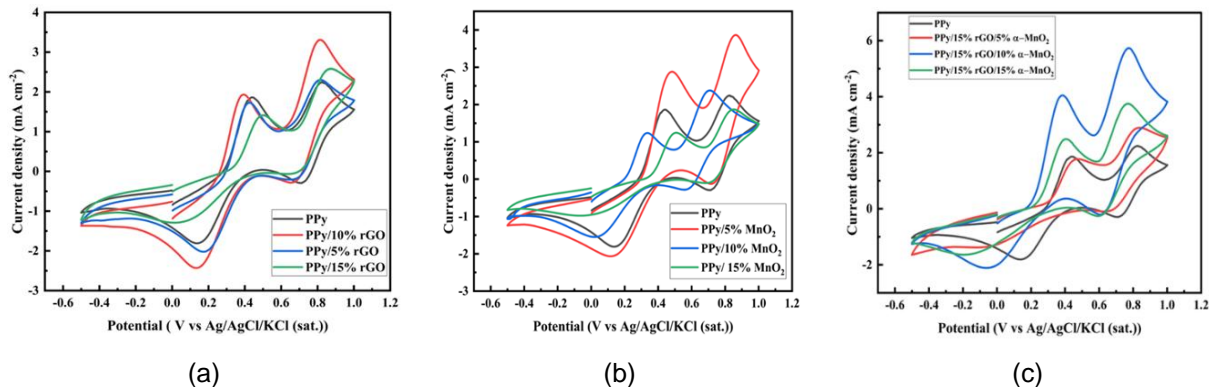 Current density (mA cm⁻²)
4
3
2
1
0
-1
-2
-3
-0.6 -0.4 -0.2 0.0 0.2 0.4 0.6 0.8 1.0 1.2
Potential ( V vs Ag/AgCl/KCl (sat.))
PPy
PPy/10% rGO
PPy/5% rGO
PPy/15% rGO
(a)
Current density (mA cm⁻²)
4
3
2
1
0
-1
-2
-3
-0.6 -0.4 -0.2 0.0 0.2 0.4 0.6 0.8 1.0 1.2
Potential (V vs Ag/AgCl/KCl (sat.))
PPy
PPy/5% MnO₂
PPy/10% MnO₂
PPy/ 15% MnO₂
(b)
PPy
PPy/15% rGO/5% α−MnO₂
PPy/15% rGO/10% α−MnO₂
PPy/15% rGO/15% α−MnO₂
Current density (mA cm⁻²)
6
4
2
0
-2
-0.6 -0.4 -0.2 0.0 0.2 0.4 0.6 0.8 1.0 1.2
Potential (V vs Ag/AgCl/KCl (sat.))
(c)